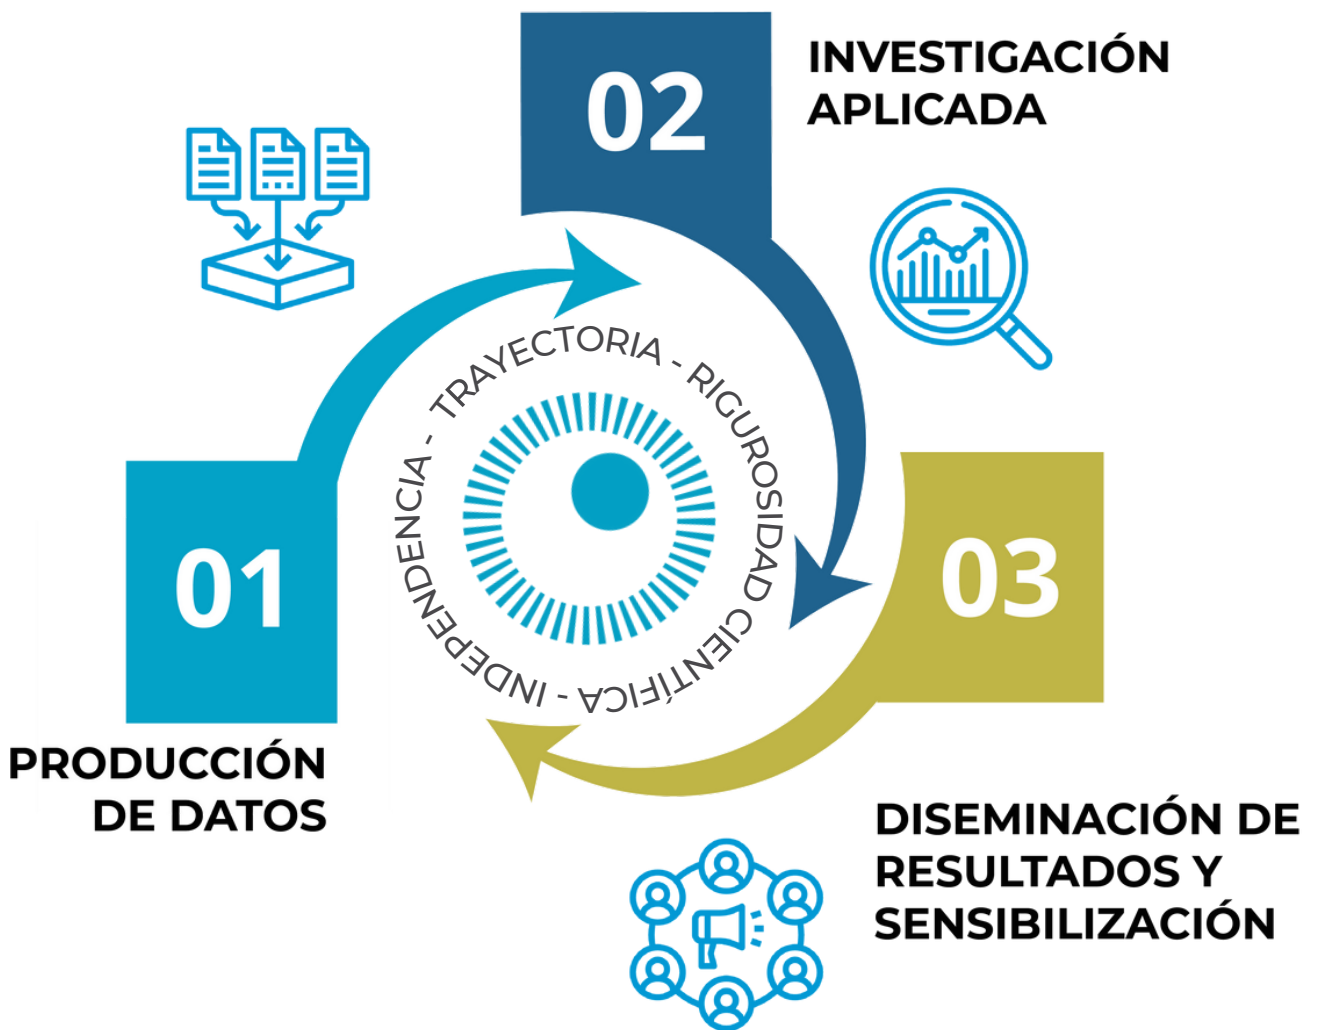 01
PRODUCCIÓN
DE DATOS
02
INVESTIGACIÓN
APLICADA
03
DISEMINACIÓN DE
RESULTADOS Y
SENSIBILIZACIÓN
INDEPENDENCIA - TRAYECTORIA - RIGUROSIDAD CIENTÍFICA -